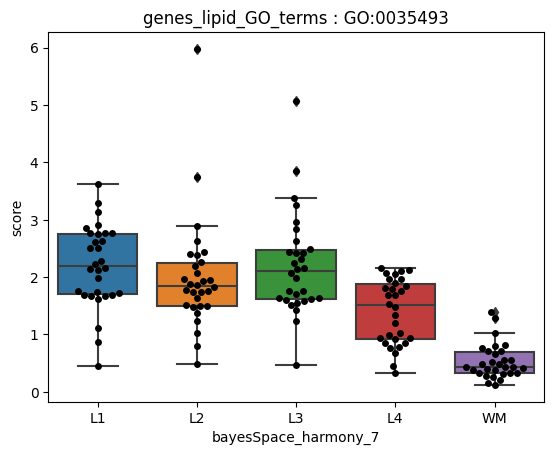 genes_lipid_GO_terms : GO:0035493
6
5
4
3
2
1
0
score
L1 L2 L3 L4 WM
bayesSpace_harmony_7